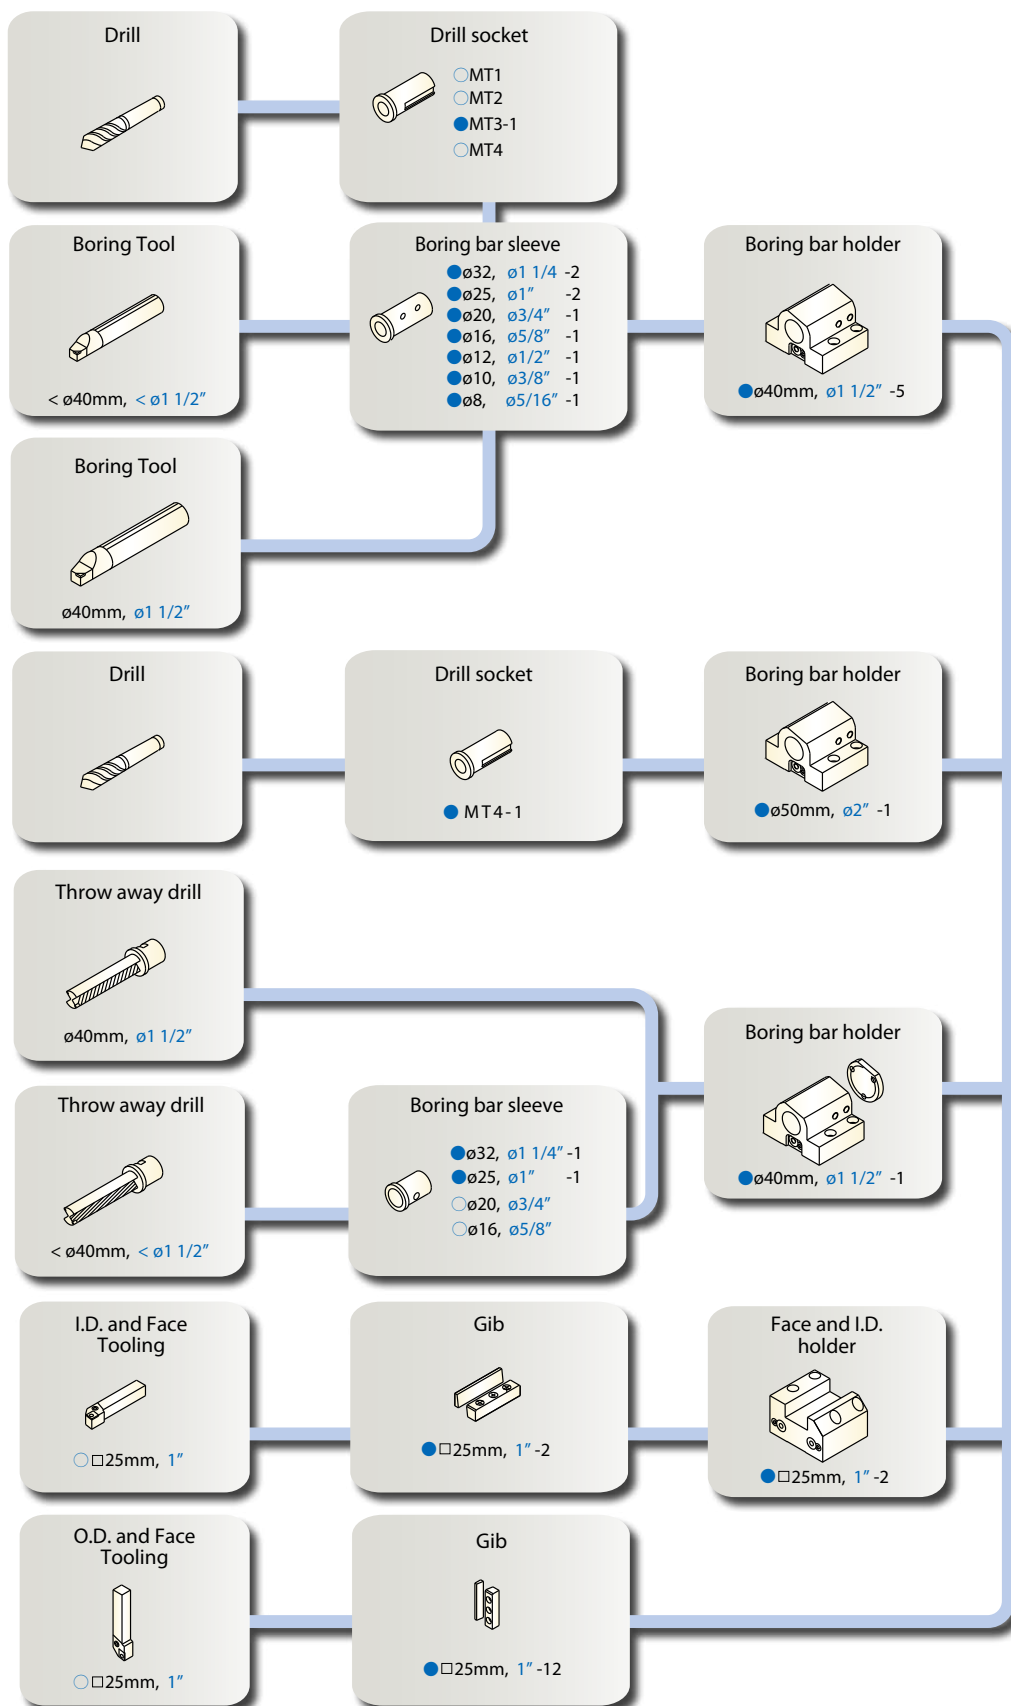 Drill
Drill socket
○MT1
○MT2
●MT3-1
○MT4
Boring Tool
< ø40mm, < ø1 1/2"
Boring bar sleeve
●ø32, ø1 1/4 -2
●ø25, ø1" -2
●ø20, ø3/4" -1
●ø16, ø5/8" -1
●ø12, ø1/2" -1
●ø10, ø3/8" -1
●ø8, ø5/16" -1
Boring bar holder
●ø40mm, ø1 1/2" -5
Boring Tool
ø40mm, ø1 1/2"
Drill
Drill socket
● MT4-1
Boring bar holder
●ø50mm, ø2" -1
Throw away drill
ø40mm, ø1 1/2"
Boring bar holder
●ø40mm, ø1 1/2" -1
Throw away drill
< ø40mm, < ø1 1/2"
Boring bar sleeve
●ø32, ø1 1/4" -1
●ø25, ø1" -1
○ø20, ø3/4"
○ø16, ø5/8"
I.D. and Face
Tooling
○□25mm, 1"
Gib
●□25mm, 1" -2
Face and I.D.
holder
●□25mm, 1" -2
O.D. and Face
Tooling
○□25mm, 1"
Gib
●□25mm, 1" -12